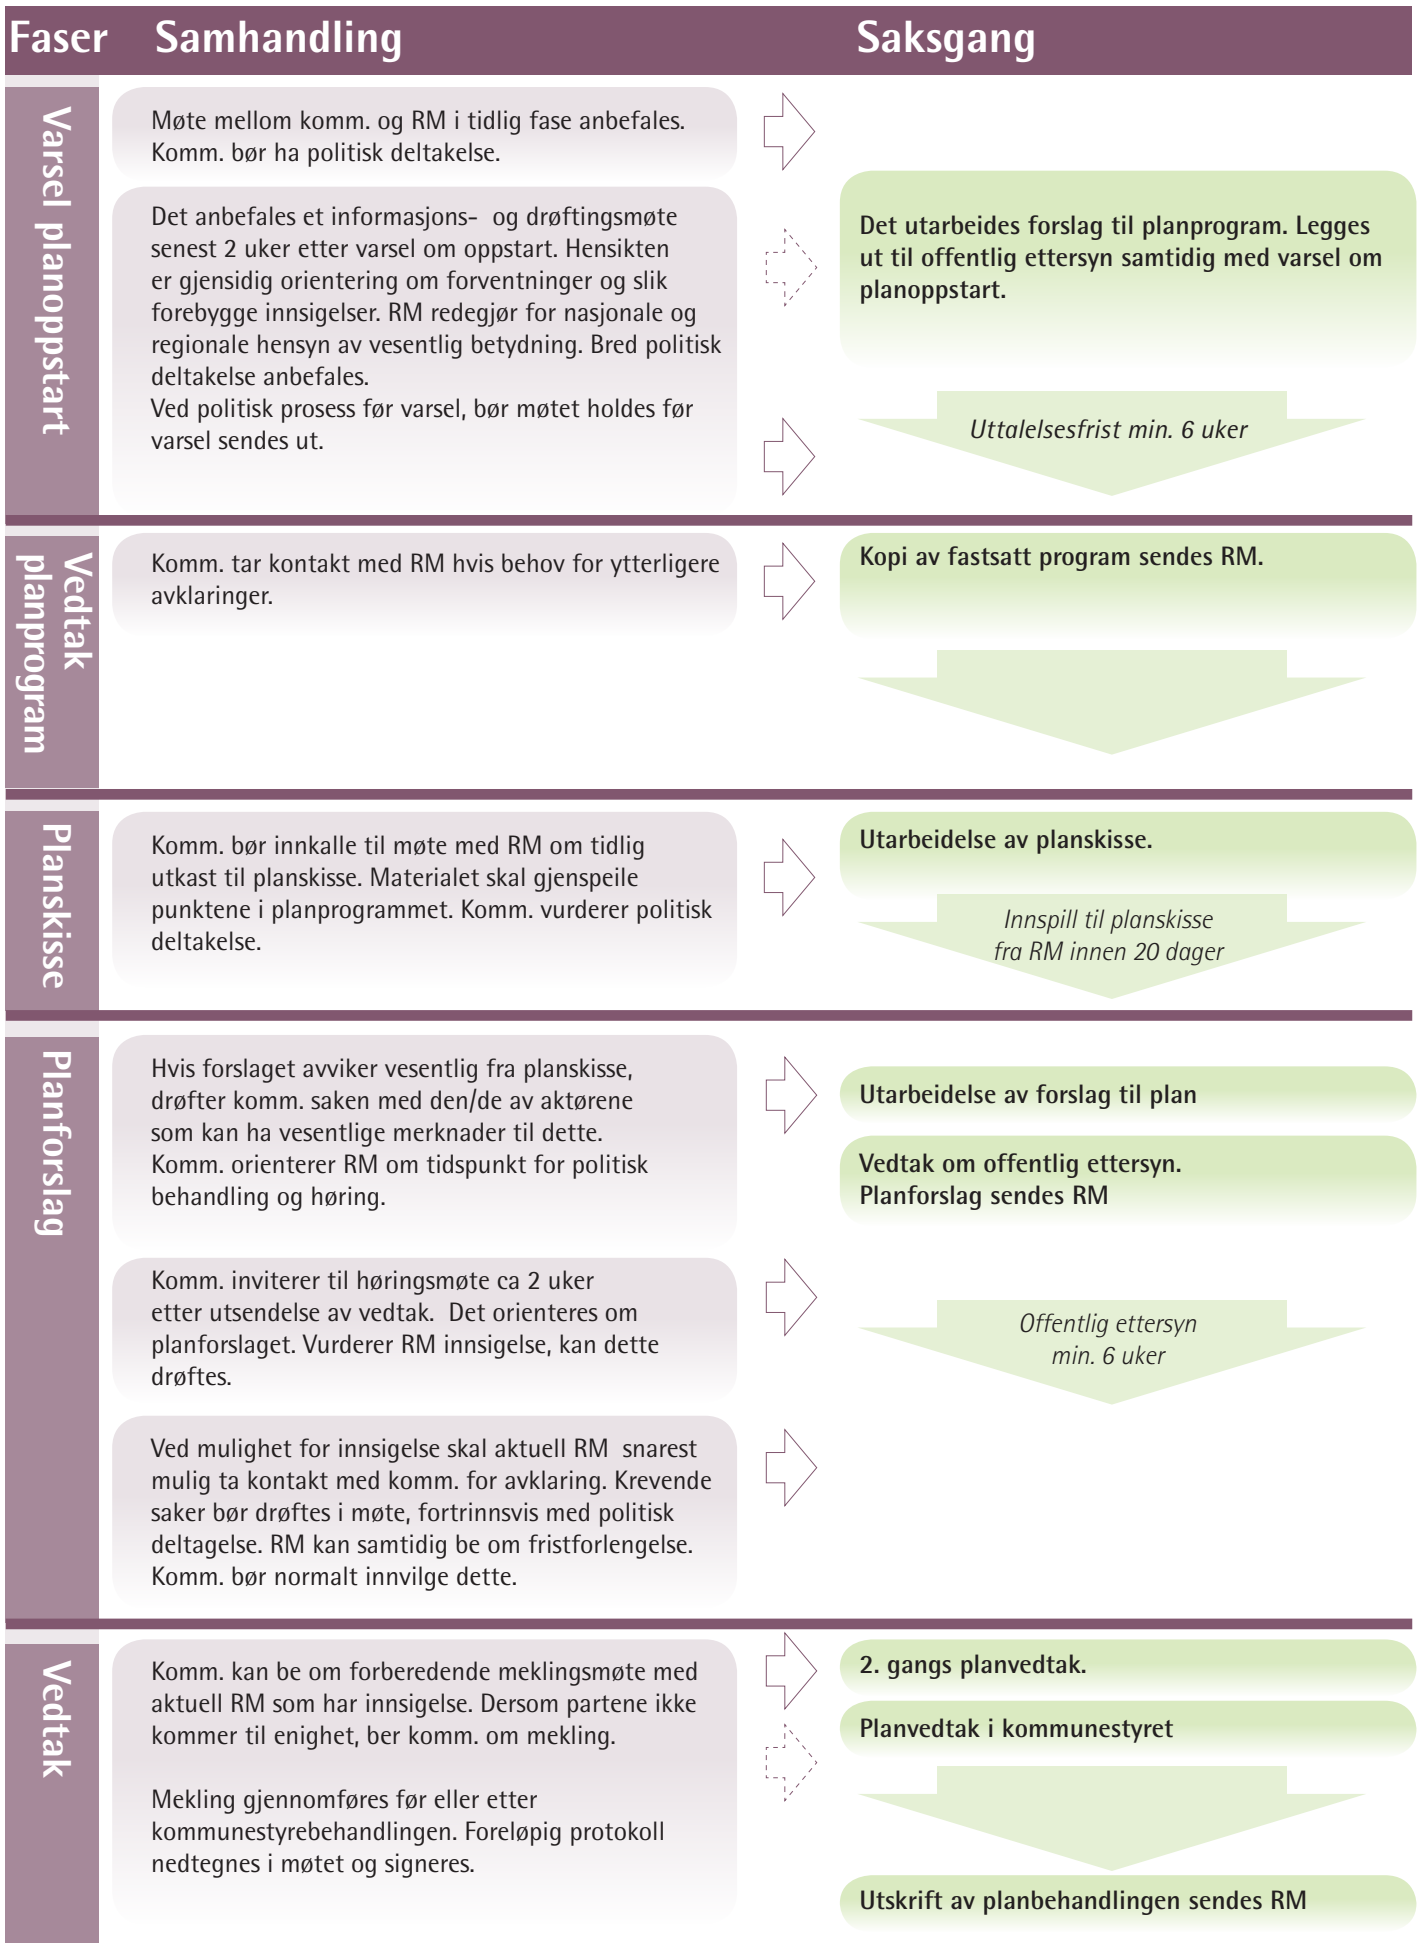 Faser Samhandling Saksgang
Varsel planoppstart
Møte mellom komm. og RM i tidlig fase anbefales.
Komm. bør ha politisk deltakelse.
Det anbefales et informasjons- og drøftingsmøte
senest 2 uker etter varsel om oppstart. Hensikten
er gjensidig orientering om forventninger og slik
forebygge innsigelser. RM redegjør for nasjonale og
regionale hensyn av vesentlig betydning. Bred politisk
deltakelse anbefales.
Ved politisk prosess før varsel, bør møtet holdes før
varsel sendes ut.
Det utarbeides forslag til planprogram. Legges
ut til offentlig ettersyn samtidig med varsel om
planoppstart.
Uttalelsesfrist min. 6 uker
Vedtak
planprogram
Komm. tar kontakt med RM hvis behov for ytterligere
avklaringer.
Kopi av fastsatt program sendes RM.
Planskisse
Komm. bør innkalle til møte med RM om tidlig
utkast til planskisse. Materialet skal gjenspeile
punktene i planprogrammet. Komm. vurderer politisk
deltakelse.
Utarbeidelse av planskisse.
Innspill til planskisse
fra RM innen 20 dager
Planforslag
Hvis forslaget avviker vesentlig fra planskisse,
drøfter komm. saken med den/de av aktørene
som kan ha vesentlige merknader til dette.
Komm. orienterer RM om tidspunkt for politisk
behandling og høring.
Utarbeidelse av forslag til plan
Vedtak om offentlig ettersyn.
Planforslag sendes RM
Komm. inviterer til høringsmøte ca 2 uker
etter utsendelse av vedtak. Det orienteres om
planforslaget. Vurderer RM innsigelse, kan dette
drøftes.
Offentlig ettersyn
min. 6 uker
Ved mulighet for innsigelse skal aktuell RM snarest
mulig ta kontakt med komm. for avklaring. Krevende
saker bør drøftes i møte, fortrinnsvis med politisk
deltagelse. RM kan samtidig be om fristforlengelse.
Komm. bør normalt innvilge dette.
Vedtak
Komm. kan be om forberedende meklingsmøte med
aktuell RM som har innsigelse. Dersom partene ikke
kommer til enighet, ber komm. om mekling.
Mekling gjennomføres før eller etter
kommunestyrebehandlingen. Foreløpig protokoll
nedtegnes i møtet og signeres.
2. gangs planvedtak.
Planvedtak i kommunestyret
Utskrift av planbehandlingen sendes RM